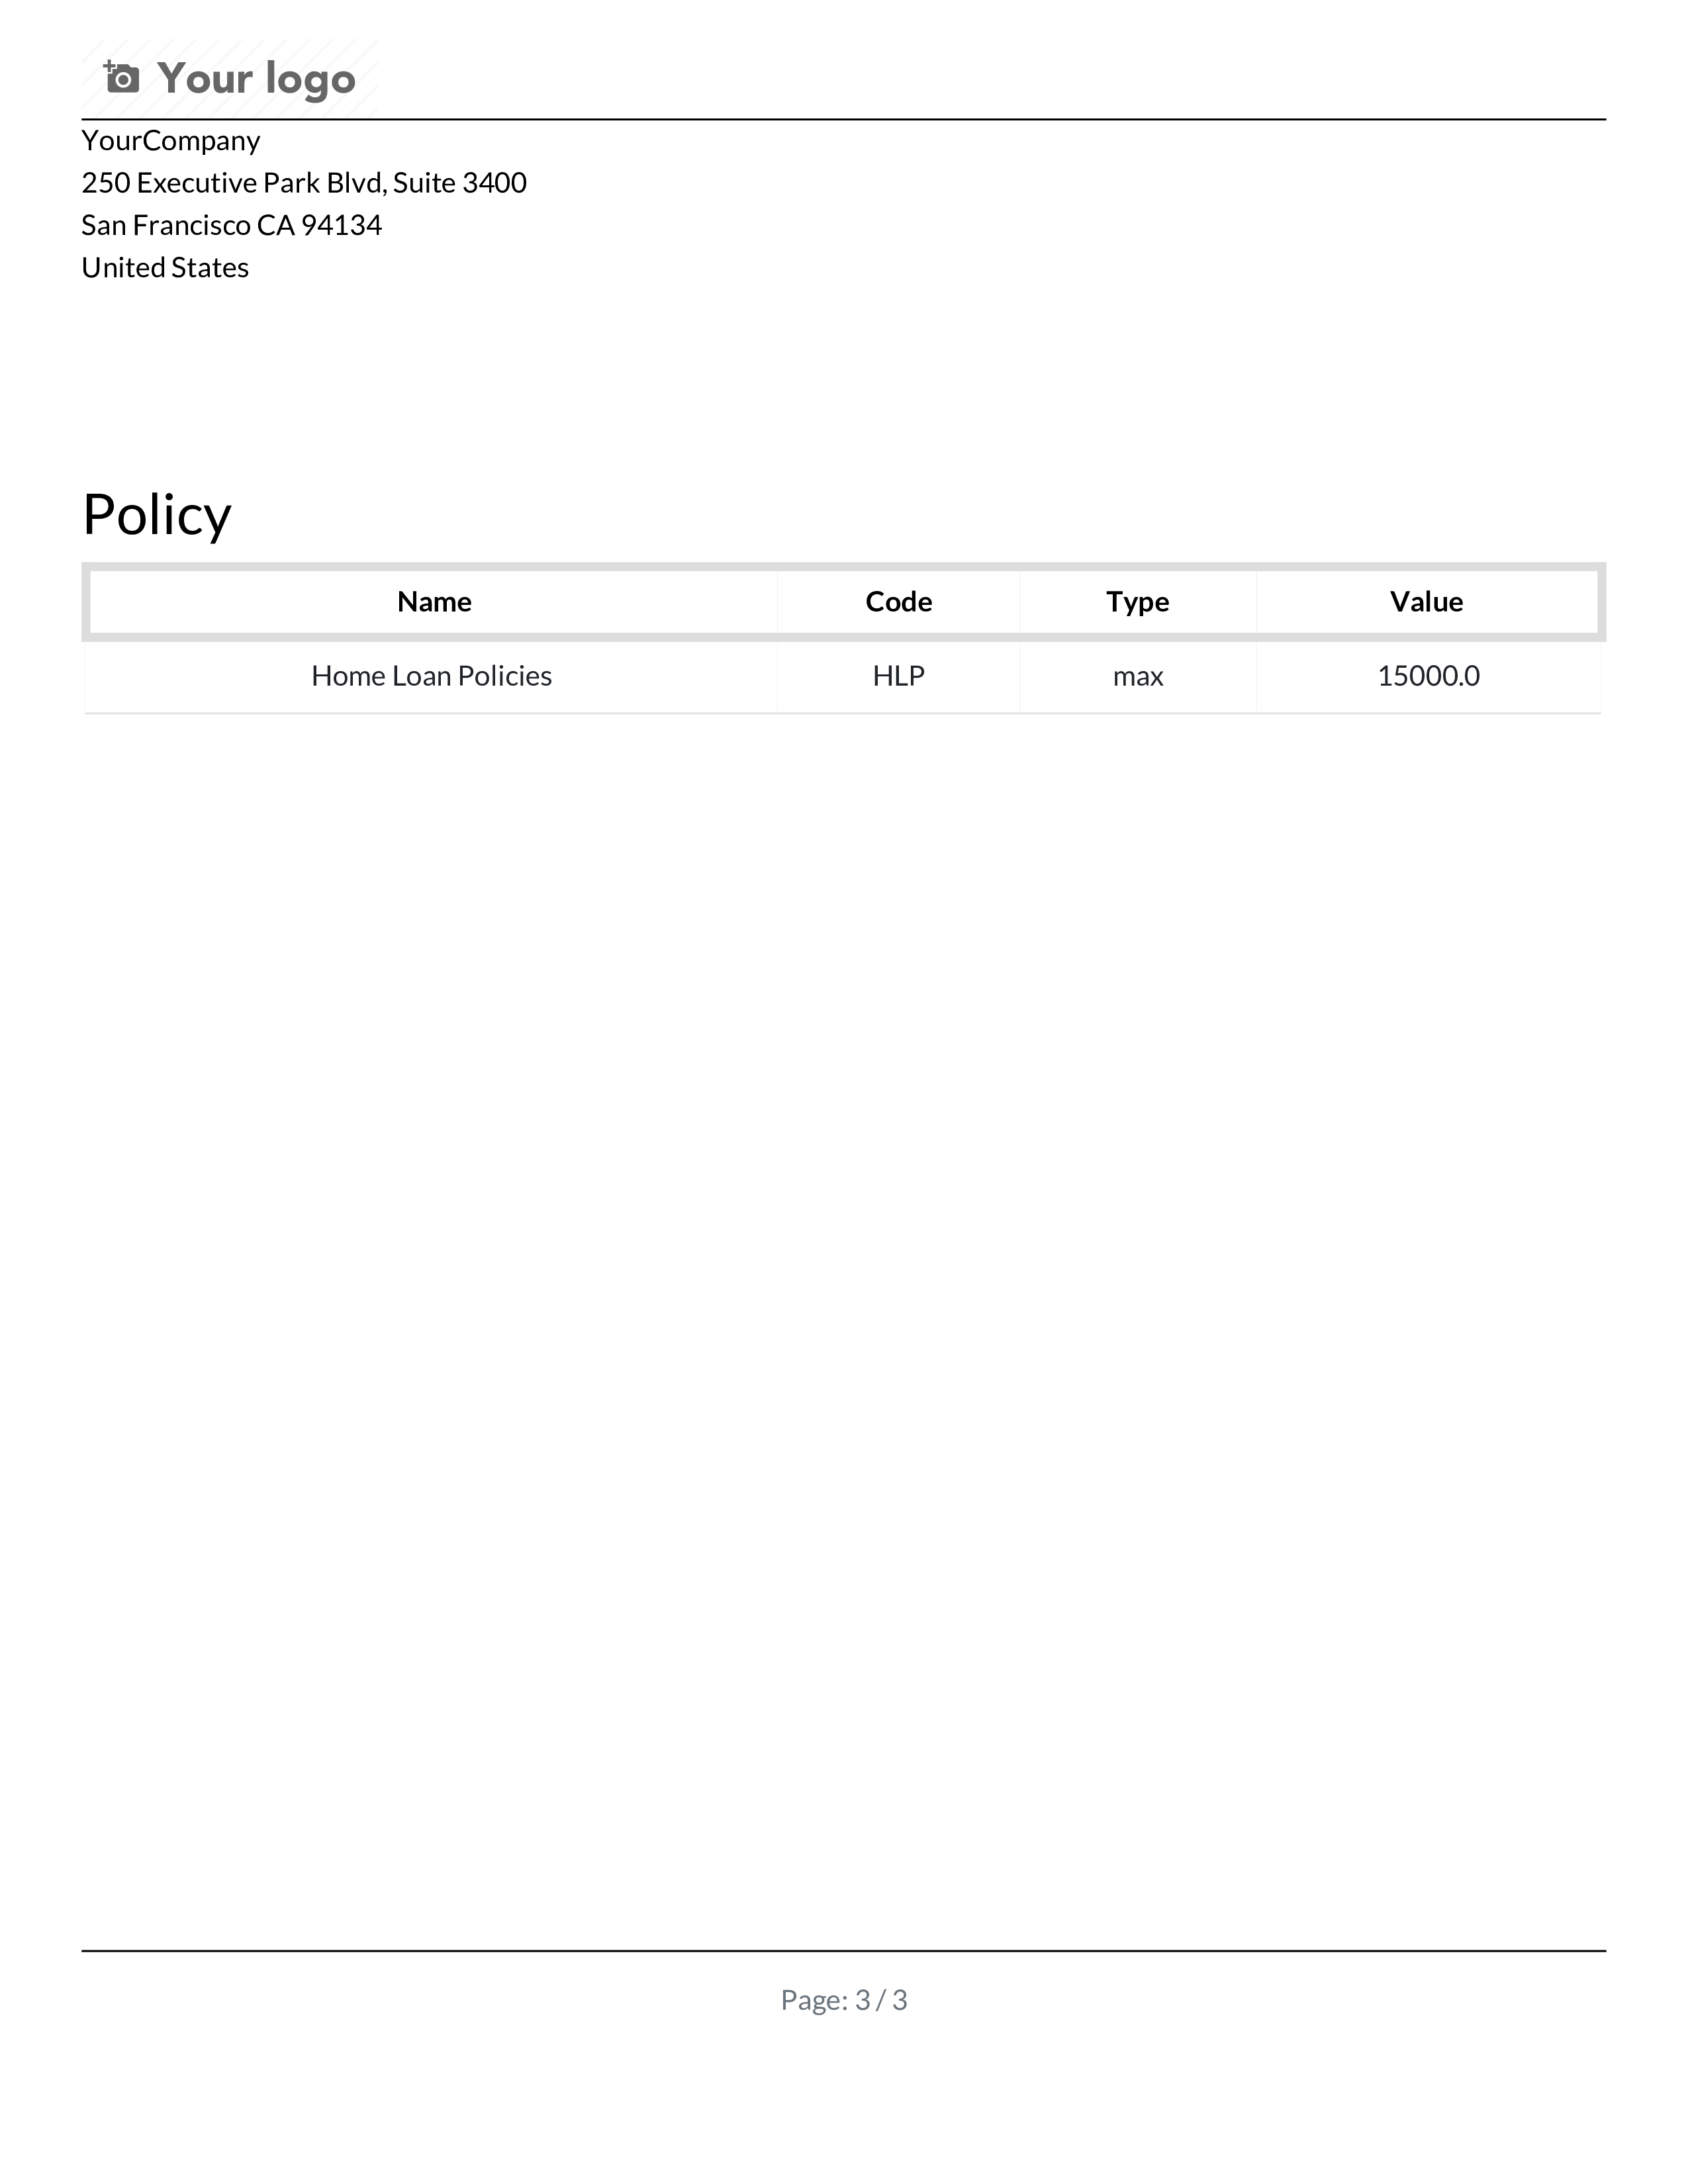 Your logo
YourCompany
250 Executive Park Blvd, Suite 3400
San Francisco CA 94134
United States
Policy
Name Code Type Value
Home Loan Policies HLP max 15000.0
Page: 3 / 3